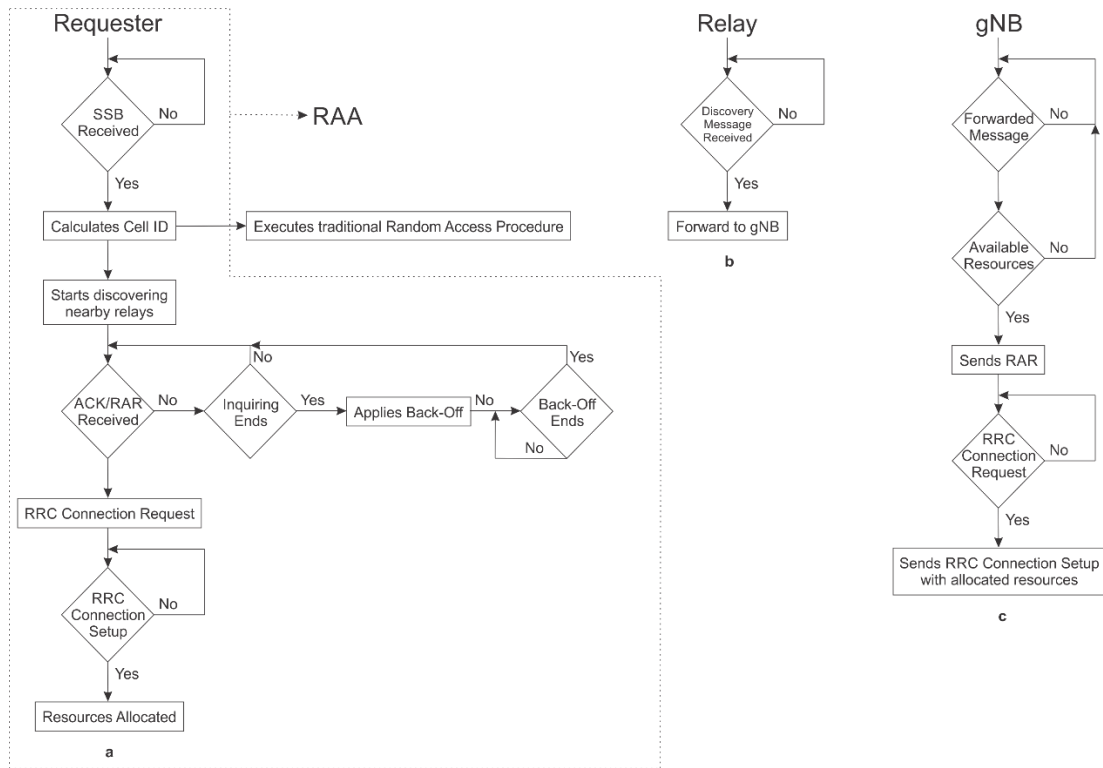 Requester
SSB
Received
No
Yes
RAA
Calculates Cell ID
Executes traditional Random Access Procedure
Starts discovering
nearby relays
ACK/RAR
Received
No
Inquiring
Ends
No
Yes
Applies Back-Off
No
Back-Off
Ends
Yes
No
RRC Connection Request
RRC
Connection
Setup
No
Yes
Resources Allocated
a
Relay
Discovery
Message
Received
No
Yes
Forward to gNB
b
gNB
Forwarded
Message
No
Available
Resources
No
Yes
Sends RAR
RRC
Connection
Request
No
Yes
Sends RRC Connection Setup
with allocated resources
c